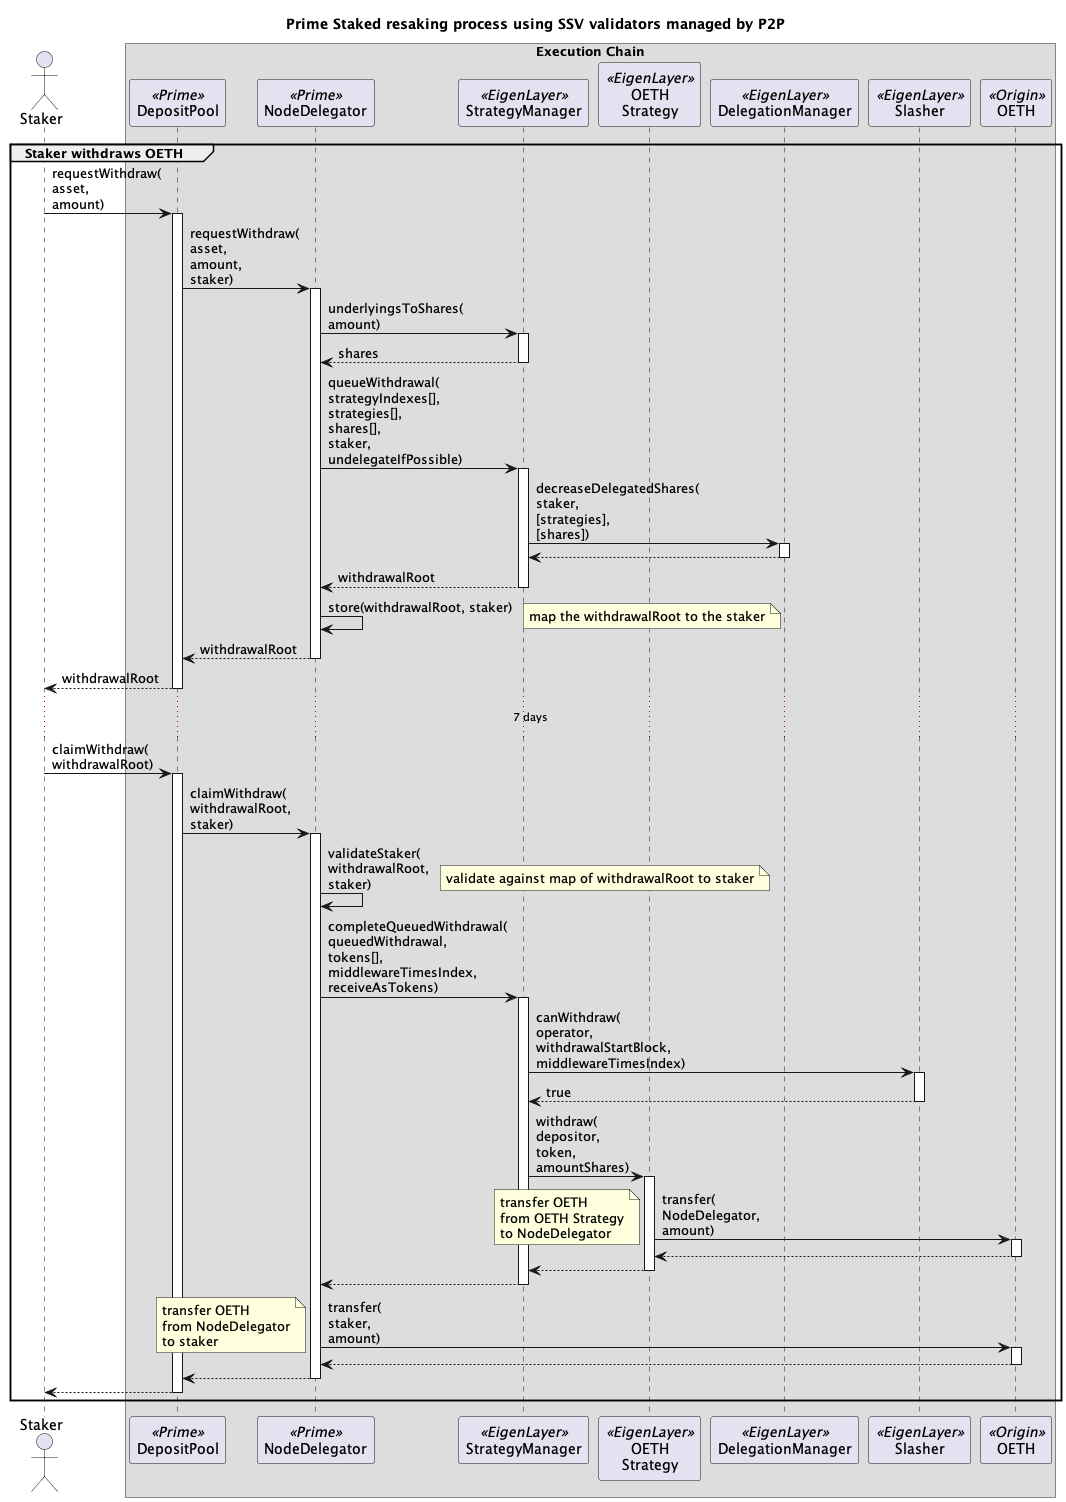 Prime Staked resaking process using SSV validators managed by P2P
Execution Chain
Staker
«Prime»
DepositPool
«Prime»
NodeDelegator
«EigenLayer»
StrategyManager
«EigenLayer»
OETH
Strategy
«EigenLayer»
DelegationManager
«EigenLayer»
Slasher
«Origin»
OETH
Staker withdraws OETH
requestWithdraw(
asset,
amount)
requestWithdraw(
asset,
amount,
staker)
underlyingsToShares(
amount)
shares
queueWithdrawal(
strategyIndexes[],
strategies[],
shares[],
staker,
undelegateIfPossible)
decreaseDelegatedShares(
staker,
[strategies],
[shares])
withdrawalRoot
store(withdrawalRoot, staker)
map the withdrawalRoot to the staker
withdrawalRoot
withdrawalRoot
7 days
claimWithdraw(
withdrawalRoot)
claimWithdraw(
withdrawalRoot,
staker)
validateStaker(
withdrawalRoot,
staker)
validate against map of withdrawalRoot to staker
completeQueuedWithdrawal(
queuedWithdrawal,
tokens[],
middlewareTimesIndex,
receiveAsTokens)
canWithdraw(
operator,
withdrawalStartBlock,
middlewareTimesIndex)
true
withdraw(
depositor,
token,
amountShares)
transfer OETH
from OETH Strategy
to NodeDelegator
transfer(
NodeDelegator,
amount)
transfer OETH
from NodeDelegator
to staker
transfer(
staker,
amount)
Staker
«Prime»
DepositPool
«Prime»
NodeDelegator
«EigenLayer»
StrategyManager
«EigenLayer»
OETH
Strategy
«EigenLayer»
DelegationManager
«EigenLayer»
Slasher
«Origin»
OETH